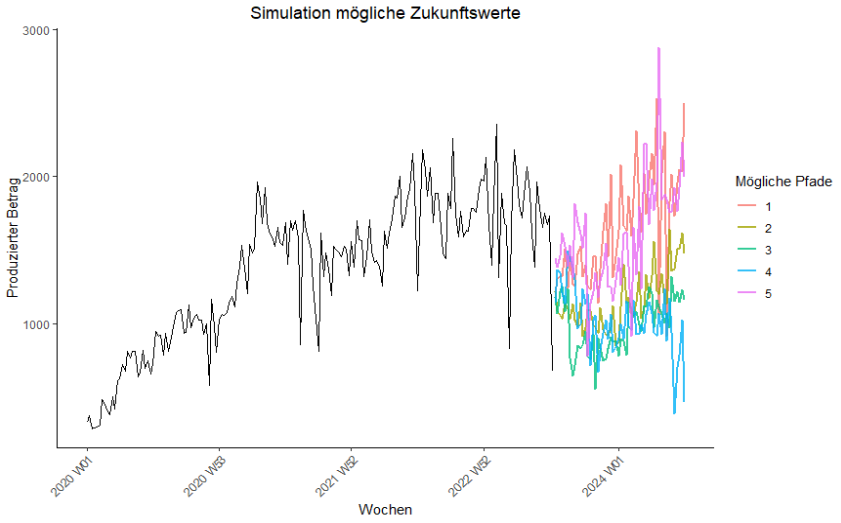 Simulation mögliche Zukunftswerte
3000
2000
1000
Produzierter Betrag
2020 W01
2020 W53
2021 W52
2022 W52
2024 W01
Wochen
Mögliche Pfade
1
2
3
4
5